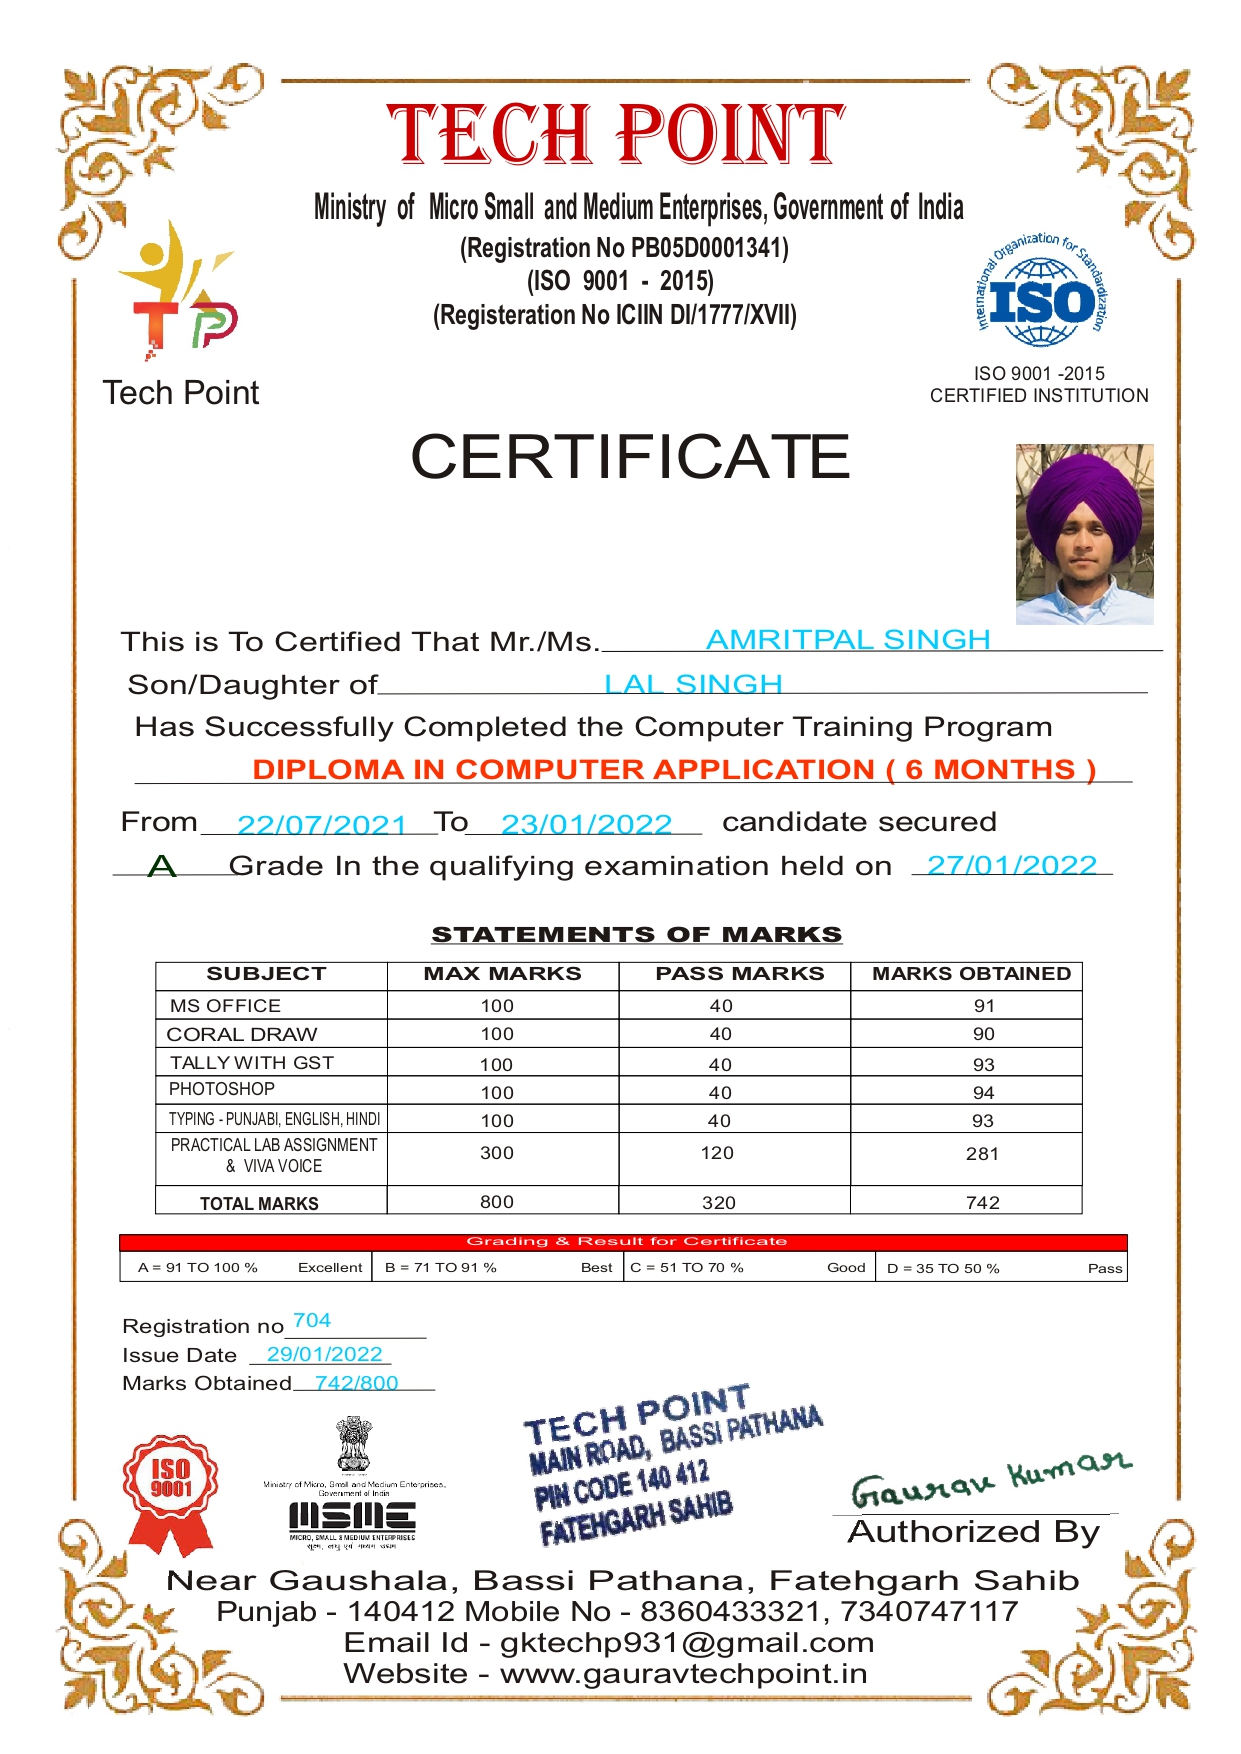 TECH POINT
Ministry of Micro Small and Medium Enterprises, Government of India
(Registration No PB05D0001341)
(ISO 9001 - 2015)
(Registeration No ICIIN DI/1777/XVII)
TP
Tech Point
International Organization for Standardization
ISO
ISO 9001 -2015
CERTIFIED INSTITUTION
CERTIFICATE
This is To Certified That Mr./Ms. AMRITPAL SINGH
Son/Daughter of LAL SINGH
Has Successfully Completed the Computer Training Program
DIPLOMA IN COMPUTER APPLICATION ( 6 MONTHS )
From 22/07/2021 To 23/01/2022 candidate secured
A Grade In the qualifying examination held on 27/01/2022
STATEMENTS OF MARKS
SUBJECT MAX MARKS PASS MARKS MARKS OBTAINED
MS OFFICE 100 40 91
CORAL DRAW 100 40 90
TALLY WITH GST 100 40 93
PHOTOSHOP 100 40 94
TYPING - PUNJABI, ENGLISH, HINDI 100 40 93
PRACTICAL LAB ASSIGNMENT 300 120 281
& VIVA VOICE
TOTAL MARKS 800 320 742
Grading & Result for Certificate
A = 91 TO 100 % Excellent B = 71 TO 91 % Best C = 51 TO 70 % Good D = 35 TO 50 % Pass
Registration no 704
Issue Date 29/01/2022
Marks Obtained 742/800
ISO
9001
Ministry of Micro, Small and Medium Enterprises,
Government of India
MSME
MICRO, SMALL & MEDIUM ENTERPRISES
सूक्ष्म, लघु एवं मध्यम उद्यम
TECH POINT
MAIN ROAD, BASSI PATHANA
PIN CODE 140 412
FATEHGARH SAHIB
Gaurav Kumar
Authorized By
Near Gaushala, Bassi Pathana, Fatehgarh Sahib
Punjab - 140412 Mobile No - 8360433321, 7340747117
Email Id - gktechp931@gmail.com
Website - www.gauravtechpoint.in